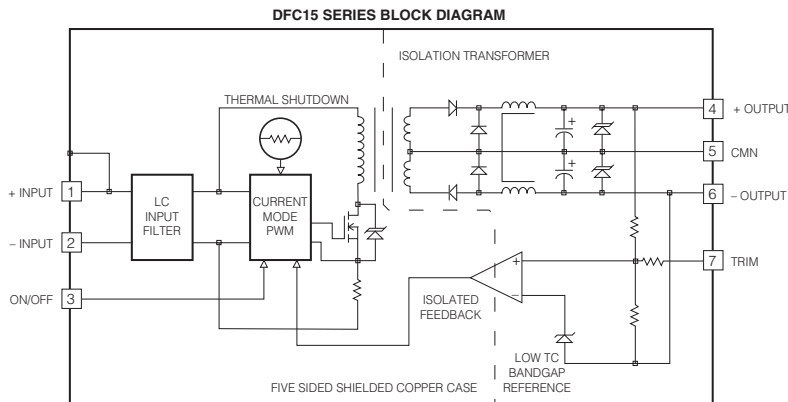 DFC15 SERIES BLOCK DIAGRAM
ISOLATION TRANSFORMER
THERMAL SHUTDOWN
4 + OUTPUT
+
5 CMN
+
+ INPUT 1
LC
INPUT
FILTER
CURRENT
MODE
PWM
6 – OUTPUT
– INPUT 2
+
7 TRIM
–
ON/OFF 3
ISOLATED
FEEDBACK
LOW TC
BANDGAP
REFERENCE
FIVE SIDED SHIELDED COPPER CASE